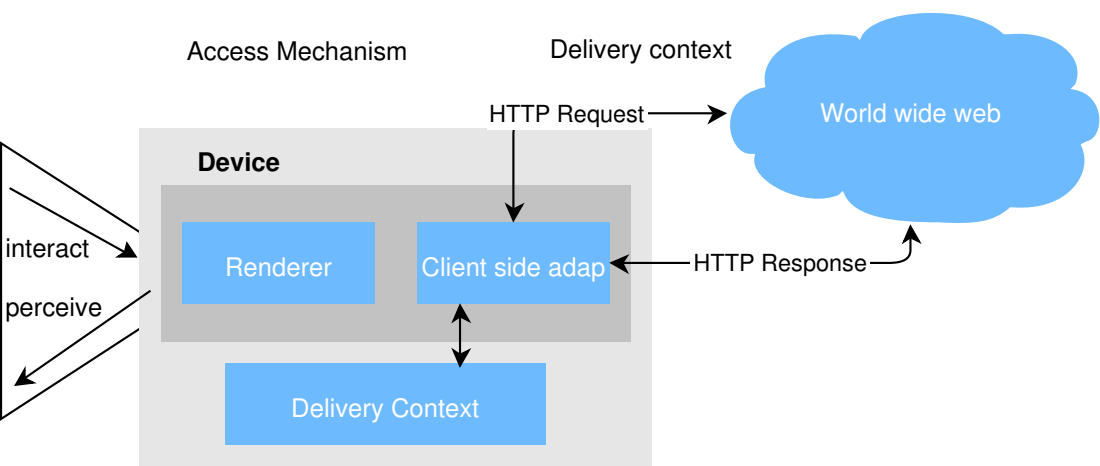 Access Mechanism
Delivery context
HTTP Request
World wide web
Device
interact
Renderer
Client side adap
HTTP Response
perceive
Delivery Context